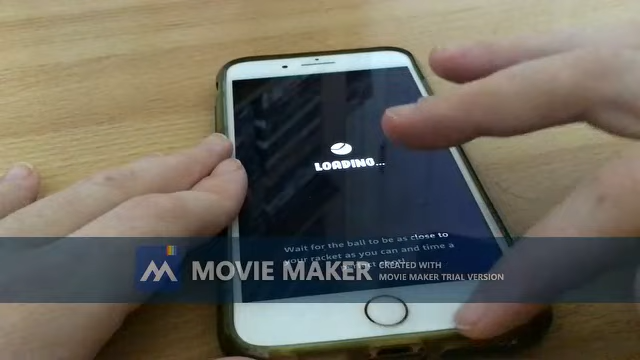 LOADING...
Wait for the ball to be as close to
your racket as you can and time a
MOVIE MAKER
CREATED WITH
MOVIE MAKER TRIAL VERSION